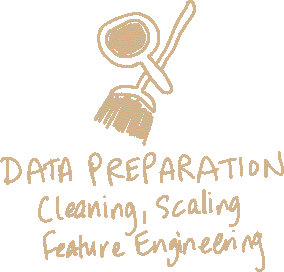 DATA PREPARATION
Cleaning, Scaling
Feature Engineering